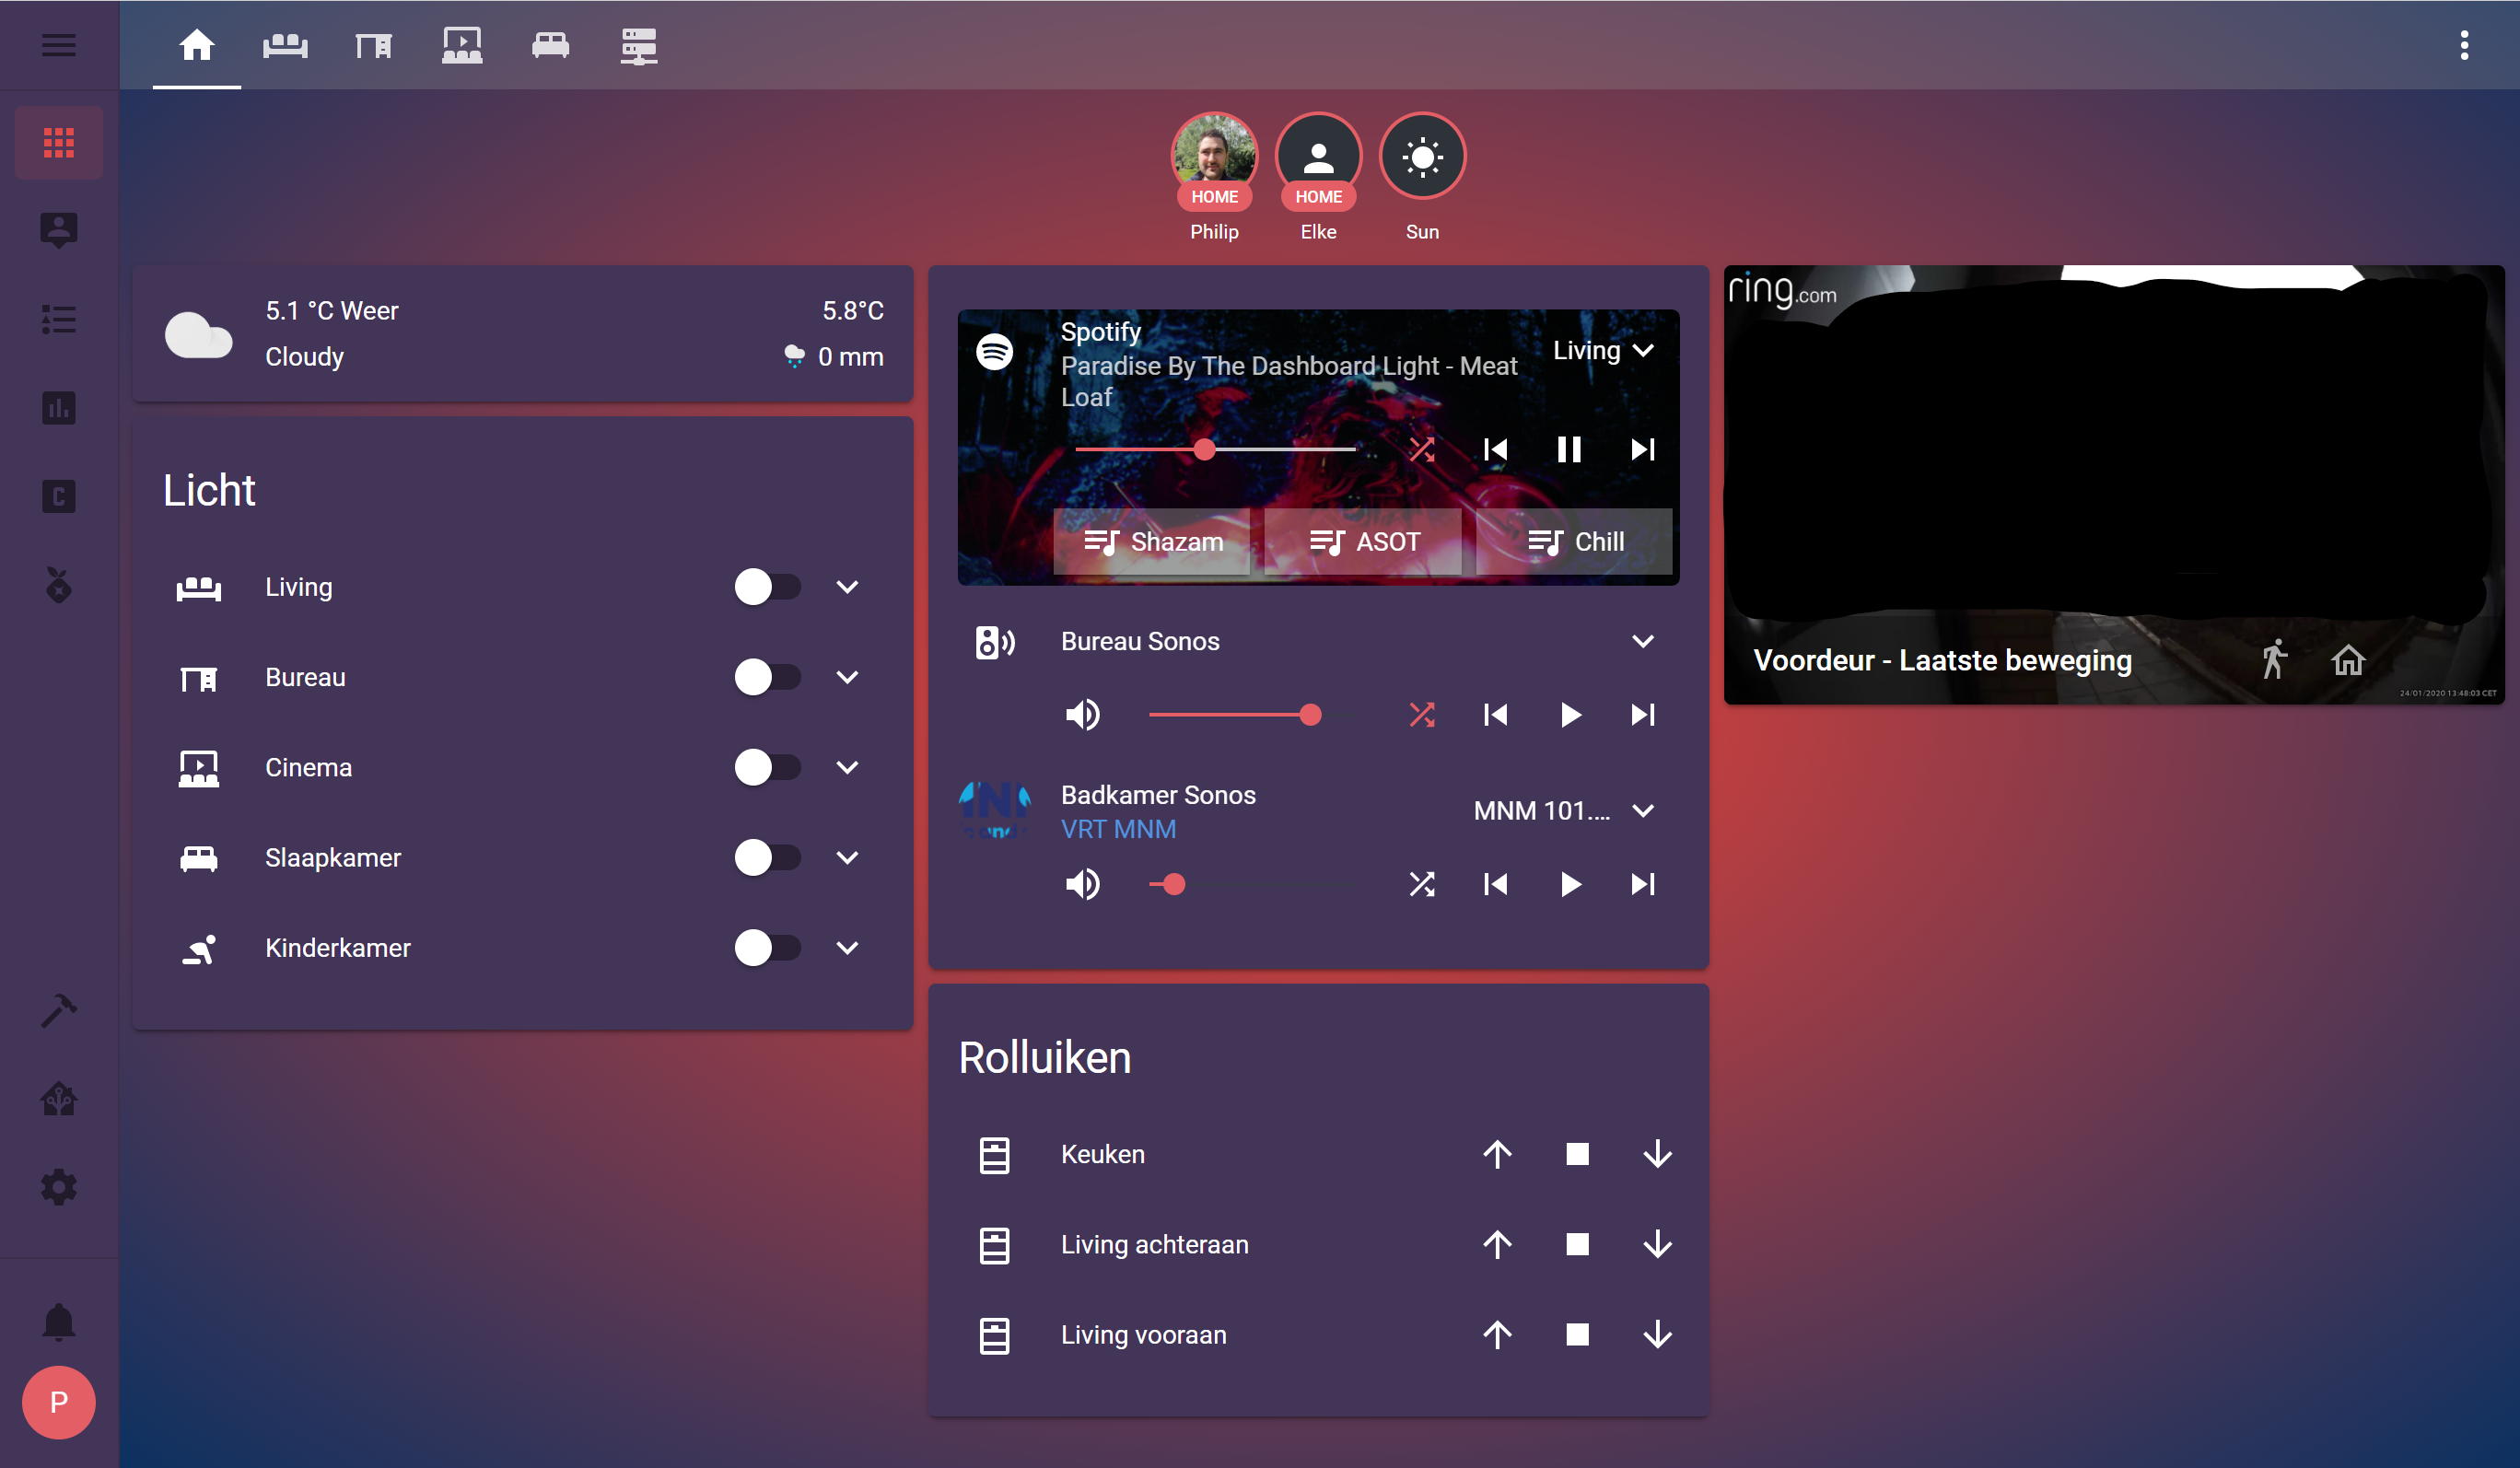 HOME
HOME
Philip
Elke
Sun
5.1 °C Weer
5.8°C
Cloudy
0 mm
Licht
Living
Bureau
Cinema
Slaapkamer
Kinderkamer
Spotify
Paradise By The Dashboard Light - Meat
Loaf
Living
Shazam
ASOT
Chill
Bureau Sonos
Badkamer Sonos
VRT MNM
MNM 101....
Rolluiken
Keuken
Living achteraan
Living vooraan
ring.com
Voordeur - Laatste beweging
24/01/2020 13:48:03 CET
C
P